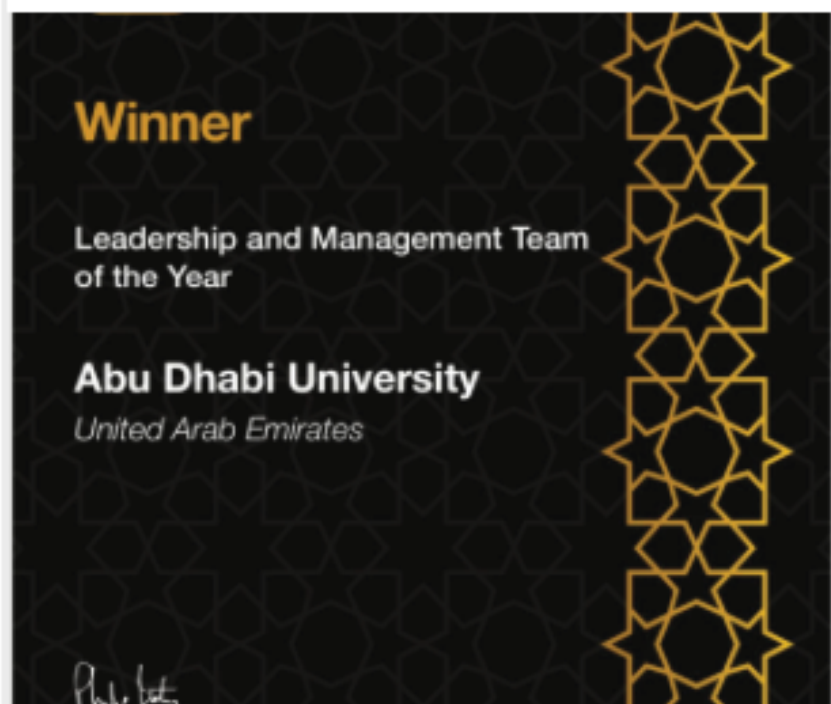 Winner
Leadership and Management Team
of the Year
Abu Dhabi University
United Arab Emirates